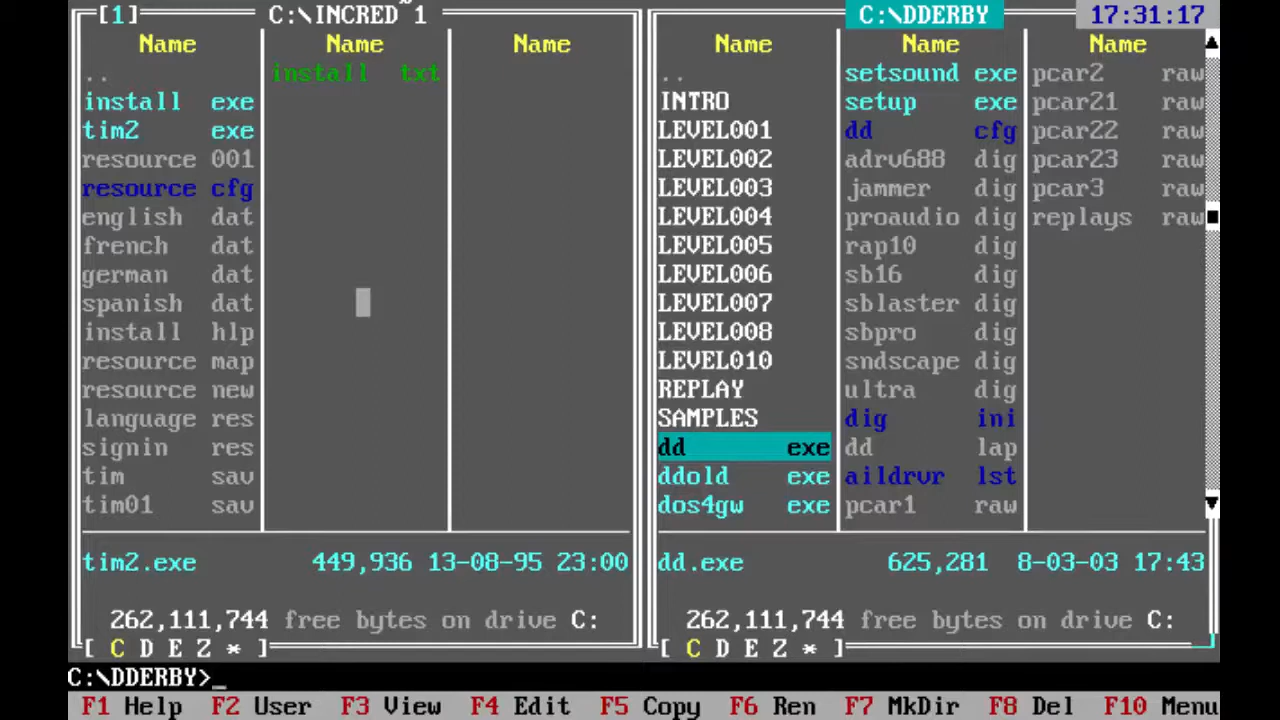 [1] C:\INCRED~1
Name Name Name
.. install txt
install exe
tim2 exe
resource 001
resource cfg
english dat
french dat
german dat
spanish dat
install hlp
resource map
resource new
language res
signin res
tim sav
tim01 sav
tim2.exe 449,936 13-08-95 23:00
262,111,744 free bytes on drive C:
[ C D E Z * ]
C:\DDERBY 17:31:17
Name Name Name
.. setsound exe pcar2 raw
INTRO setup exe pcar21 raw
LEVEL001 dd cfg pcar22 raw
LEVEL002 adrv688 dig pcar23 raw
LEVEL003 jammer dig pcar3 raw
LEVEL004 proaudio dig replays raw
LEVEL005 rap10 dig
LEVEL006 sb16 dig
LEVEL007 sblaster dig
LEVEL008 sbpro dig
LEVEL010 sndscape dig
REPLAY ultra dig
SAMPLES dig ini
dd exe dd lap
ddold exe aildrvr lst
dos4gw exe pcar1 raw
dd.exe 625,281 8-03-03 17:43
262,111,744 free bytes on drive C:
[ C D E Z * ]
C:\DDERBY>_
F1 Help F2 User F3 View F4 Edit F5 Copy F6 Ren F7 MkDir F8 Del F10 Menu